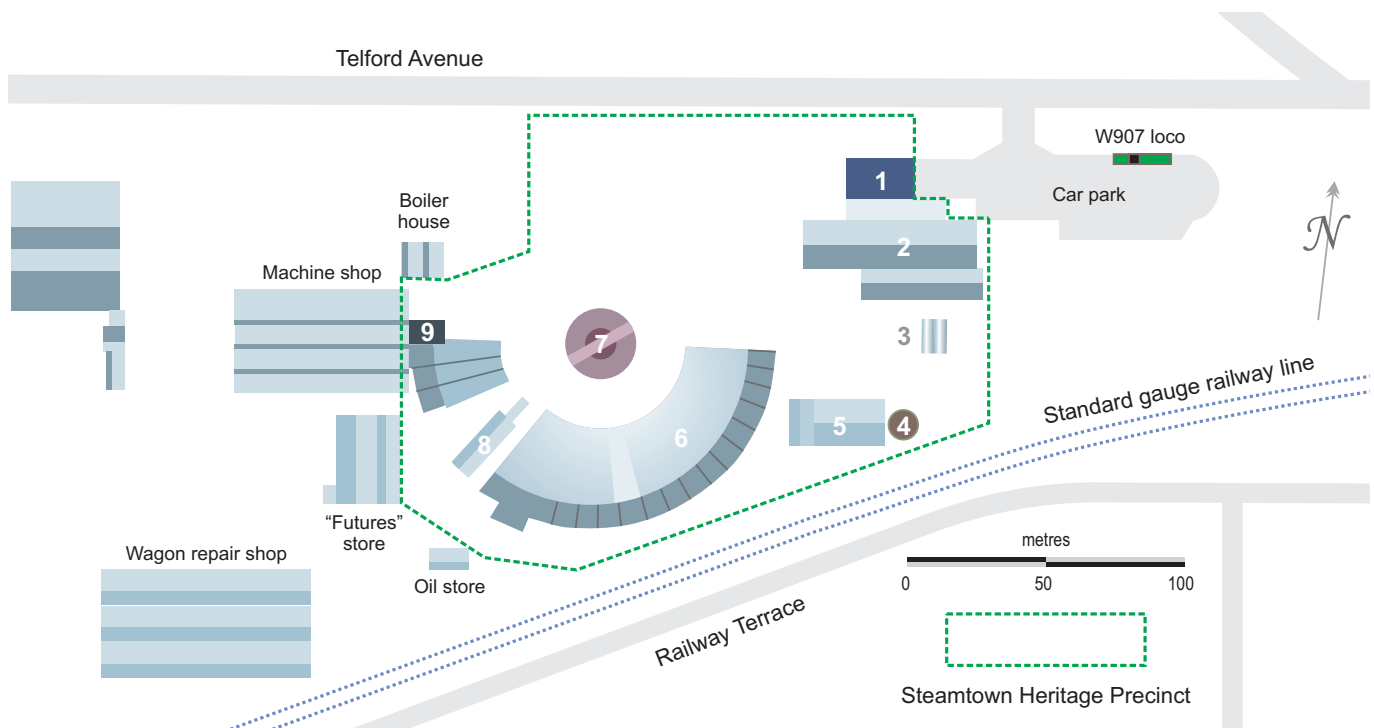 Telford Avenue
W907 loco
1
Car park
Boiler
house
N
2
Machine shop
9
7
3
Standard gauge railway line
6
5
4
8
"Futures"
store
Wagon repair shop
Oil store
metres
0 50 100
Railway Terrace
Steamtown Heritage Precinct